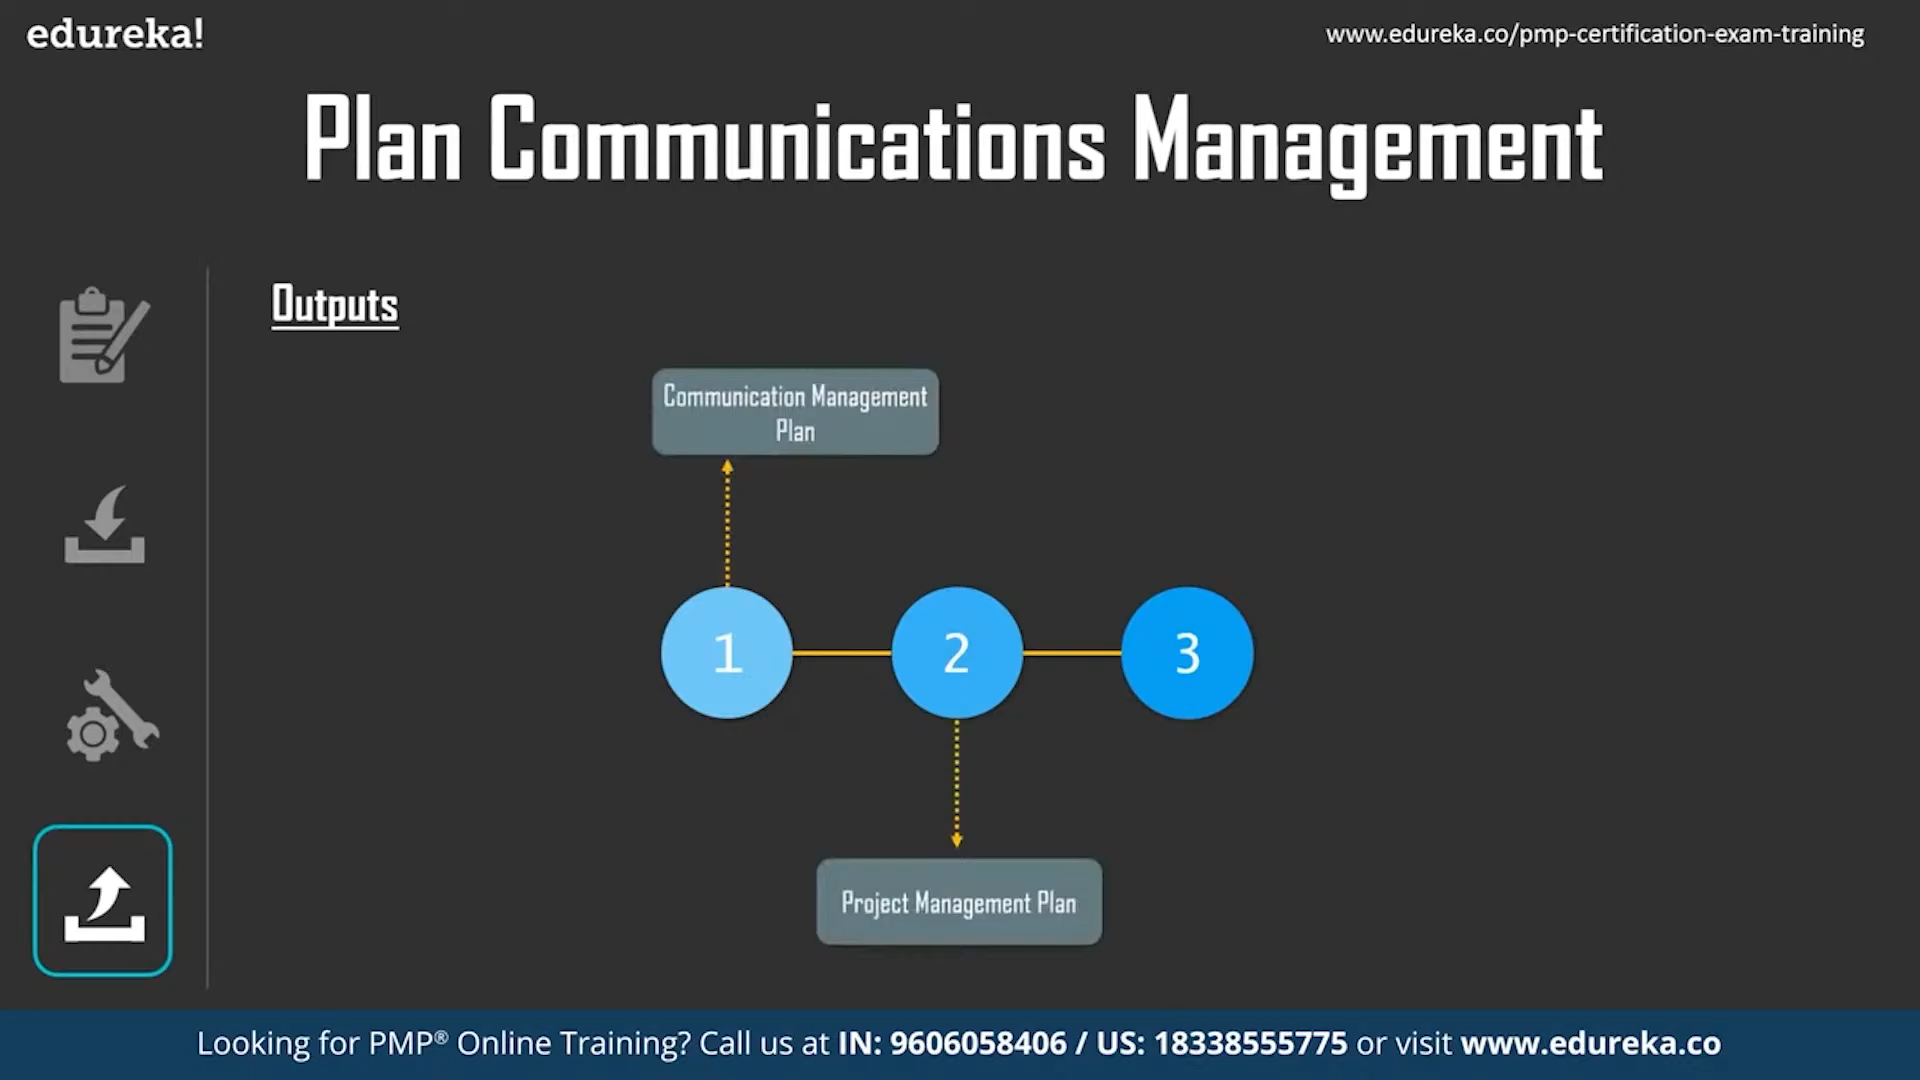 edureka!
www.edureka.co/pmp-certification-exam-training
Plan Communications Management
Outputs
Communication Management
Plan
1
2
3
Project Management Plan
Looking for PMP® Online Training? Call us at IN: 9606058406 / US: 18338555775 or visit www.edureka.co